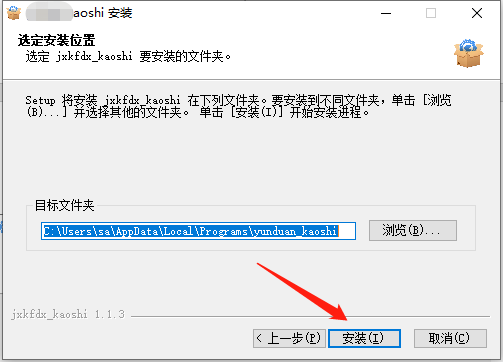 aoshi 安装
选定安装位置
选定 jxkfdx_kaoshi 要安装的文件夹。
Setup 将安装 jxkfdx_kaoshi 在下列文件夹。要安装到不同文件夹，单击 [浏览
(B)...] 并选择其他的文件夹。 单击 [安装(I)] 开始安装进程。
目标文件夹
C:\Users\sa\AppData\Local\Programs\yunduan_kaoshi
浏览(B)...
jxkfdx_kaoshi 1.1.3
< 上一步(P)
安装(I)
取消(C)